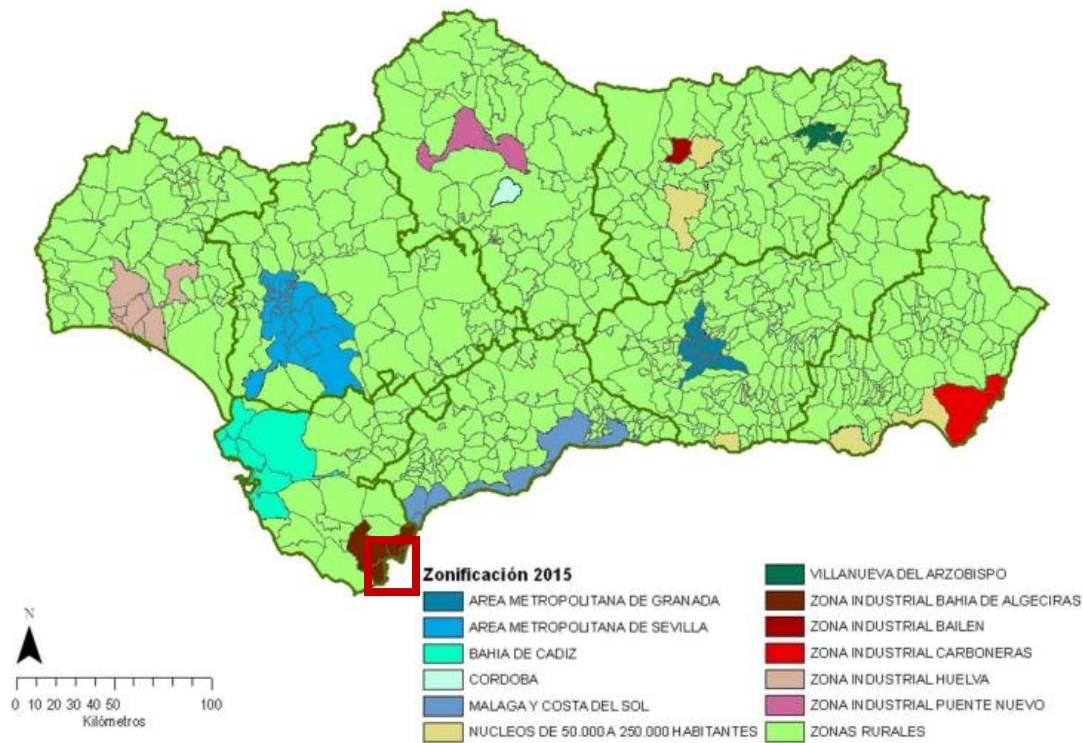 Zonificación 2015
AREA METROPOLITANA DE GRANADA
AREA METROPOLITANA DE SEVILLA
BAHIA DE CADIZ
CORDOBA
MALAGA Y COSTA DEL SOL
NUCLEOS DE 50.000 A 250.000 HABITANTES
VILLANUEVA DEL ARZOBISPO
ZONA INDUSTRIAL BAHIA DE ALGECIRAS
ZONA INDUSTRIAL BAILEN
ZONA INDUSTRIAL CARBONERAS
ZONA INDUSTRIAL HUELVA
ZONA INDUSTRIAL PUENTE NUEVO
ZONAS RURALES
N
0 10 20 30 40 50 100
Kilómetros